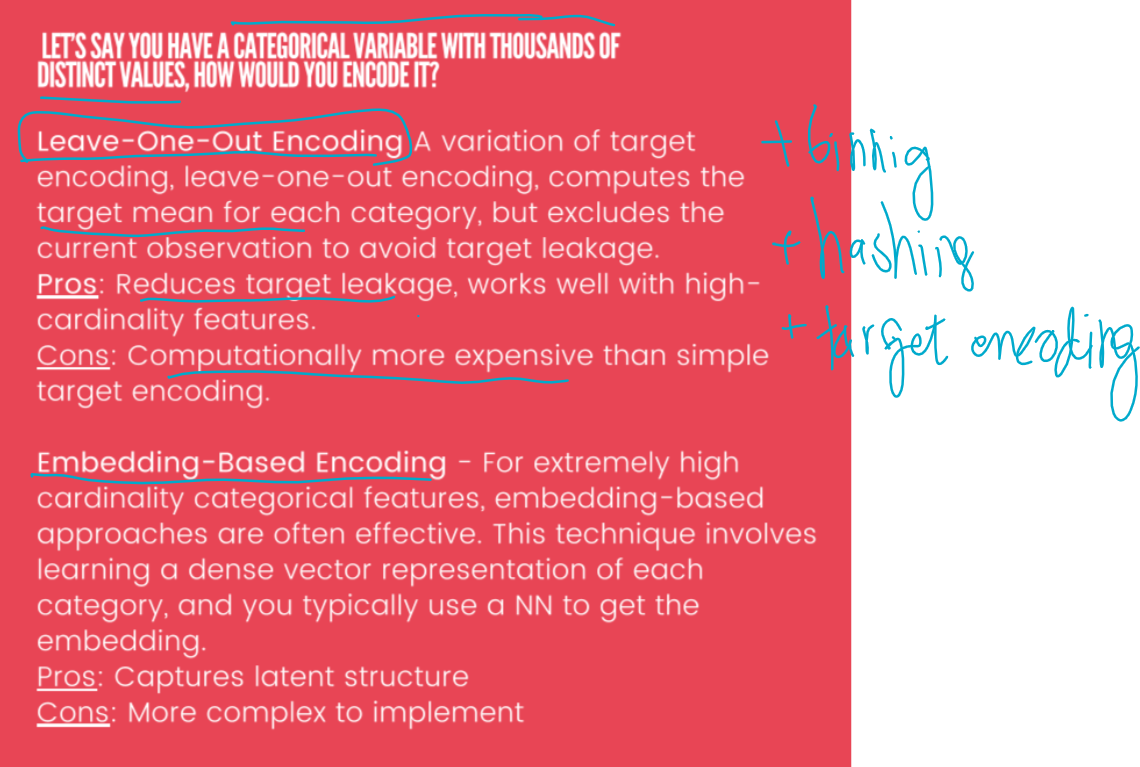 LET'S SAY YOU HAVE A CATEGORICAL VARIABLE WITH THOUSANDS OF
DISTINCT VALUES, HOW WOULD YOU ENCODE IT?
Leave-One-Out Encoding A variation of target
encoding, leave-one-out encoding, computes the
target mean for each category, but excludes the
current observation to avoid target leakage.
Pros: Reduces target leakage, works well with high-
cardinality features.
Cons: Computationally more expensive than simple
target encoding.
+ binnig
+ hashing
+ target encoding
Embedding-Based Encoding - For extremely high
cardinality categorical features, embedding-based
approaches are often effective. This technique involves
learning a dense vector representation of each
category, and you typically use a NN to get the
embedding.
Pros: Captures latent structure
Cons: More complex to implement